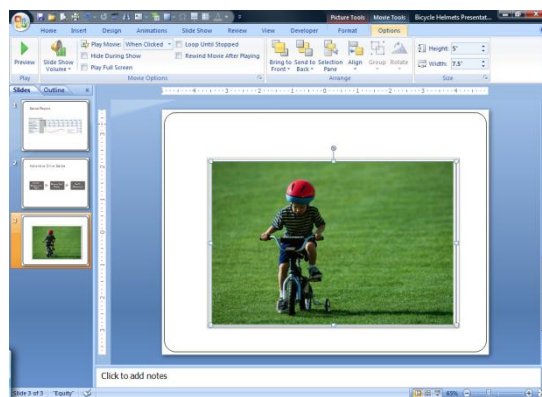 Picture Tools Movie Tools Bicycle Helmets Presentat...
Home Insert Design Animations Slide Show Review View Developer Format Options
Preview
Slide Show Volume
Play Movie: When Clicked
Hide During Show
Play Full Screen
Loop Until Stopped
Rewind Movie After Playing
Bring to Front
Send to Back
Selection Pane
Align
Group
Rotate
Height: 5"
Width: 7.5"
Play Movie Options Arrange Size
Slides Outline
1
2
3
Click to add notes
Slide 3 of 3 "Equity" 65%